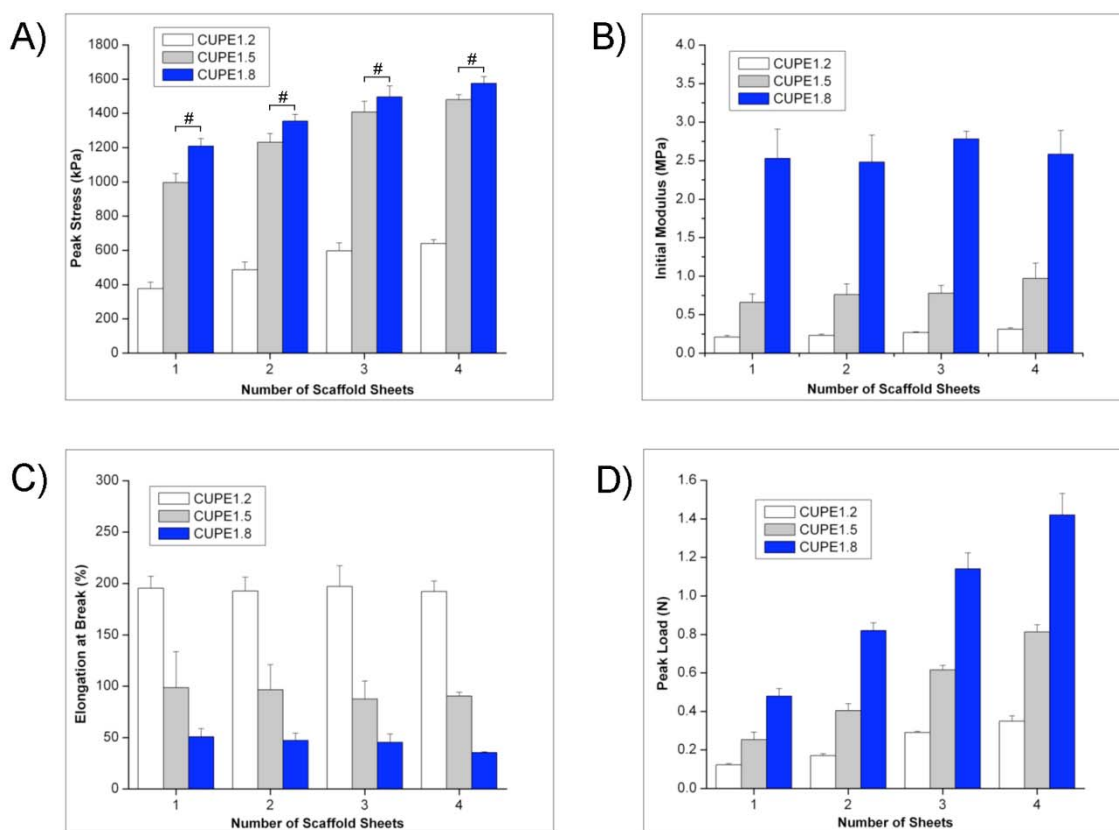 A)
CUPE1.2
CUPE1.5
CUPE1.8
# # # #
Peak Stress (kPa)
1800
1600
1400
1200
1000
800
600
400
200
0
1 2 3 4
Number of Scaffold Sheets
B)
CUPE1.2
CUPE1.5
CUPE1.8
Initial Modulus (MPa)
4.0
3.5
3.0
2.5
2.0
1.5
1.0
0.5
0.0
1 2 3 4
Number of Scaffold Sheets
C)
CUPE1.2
CUPE1.5
CUPE1.8
Elongation at Break (%)
300
250
200
150
100
50
0
1 2 3 4
Number of Scaffold Sheets
D)
CUPE1.2
CUPE1.5
CUPE1.8
Peak Load (N)
1.6
1.4
1.2
1.0
0.8
0.6
0.4
0.2
0.0
1 2 3 4
Number of Sheets